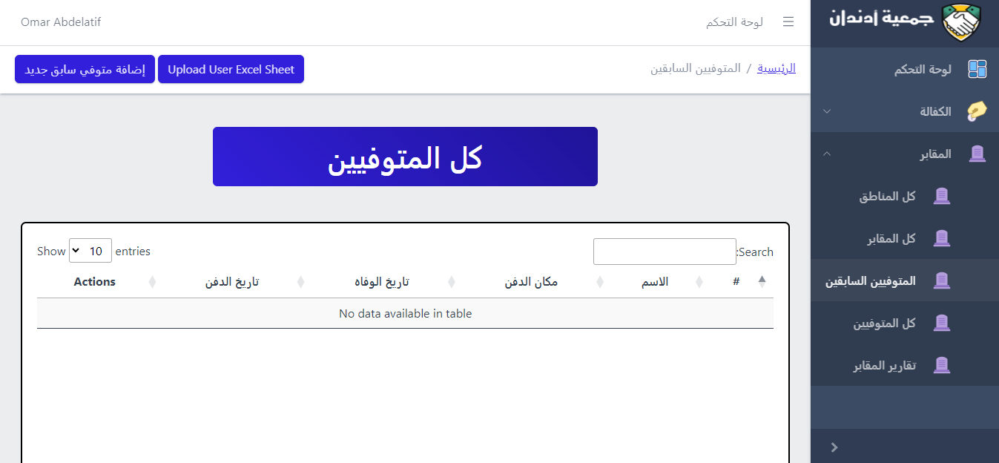 جمعية أدندان
لوحة التحكم
Omar Abdelatif
لوحة التحكم
الكفالة
المقابر
كل المناطق
كل المقابر
المتوفيين السابقين
كل المتوفيين
تقارير المقابر
الرئيسية / المتوفيين السابقين
Upload User Excel Sheet
إضافة متوفي سابق جديد
كل المتوفيين
Show 10 entries
Search:
# الاسم مكان الدفن تاريخ الوفاه تاريخ الدفن Actions
No data available in table